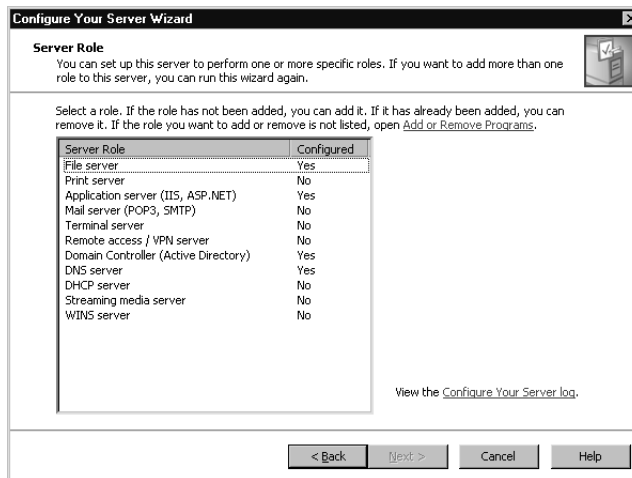 Configure Your Server Wizard
Server Role
You can set up this server to perform one or more specific roles. If you want to add more than one
role to this server, you can run this wizard again.
Select a role. If the role has not been added, you can add it. If it has already been added, you can
remove it. If the role you want to add or remove is not listed, open Add or Remove Programs.
Server Role Configured
File server Yes
Print server No
Application server (IIS, ASP.NET) Yes
Mail server (POP3, SMTP) No
Terminal server No
Remote access / VPN server No
Domain Controller (Active Directory) Yes
DNS server Yes
DHCP server No
Streaming media server No
WINS server No
View the Configure Your Server log.
< Back Next > Cancel Help